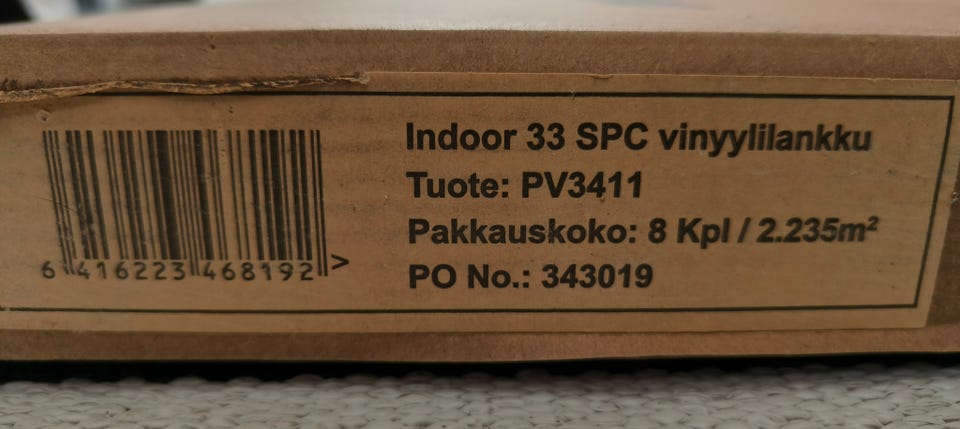 Indoor 33 SPC vinyylilankku
Tuote: PV3411
Pakkauskoko: 8 Kpl / 2.235m²
PO No.: 343019
6 416223 468192 >